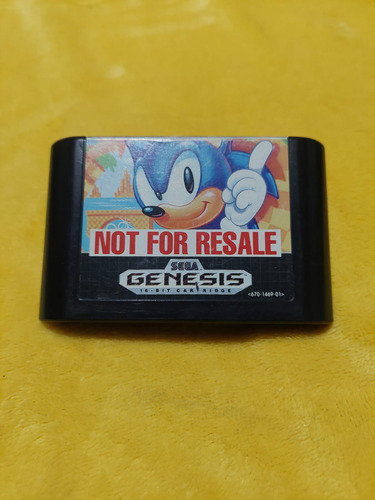 NOT FOR RESALE
SEGA
GENESIS
16-BIT CARTRIDGE
<670-1469-01>